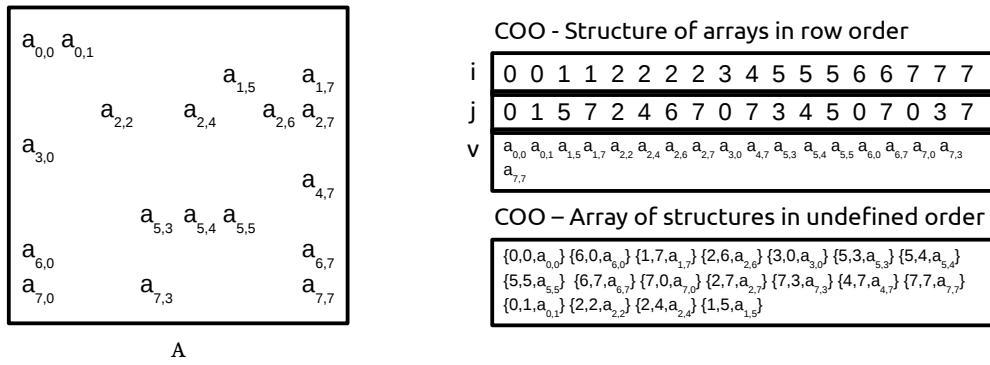 a0,0 a0,1
a1,5 a1,7
a2,2 a2,4 a2,6 a2,7
a3,0
a4,7
a5,3 a5,4 a5,5
a6,0 a6,7
a7,0 a7,3 a7,7
A
COO - Structure of arrays in row order
i 0 0 1 1 2 2 2 2 3 4 5 5 5 6 6 7 7 7
j 0 1 5 7 2 4 6 7 0 7 3 4 5 0 7 0 3 7
v a0,0 a0,1 a1,5 a1,7 a2,2 a2,4 a2,6 a2,7 a3,0 a4,7 a5,3 a5,4 a5,5 a6,0 a6,7 a7,0 a7,3
a7,7
COO – Array of structures in undefined order
{0,0,a0,0} {6,0,a6,0} {1,7,a1,7} {2,6,a2,6} {3,0,a3,0} {5,3,a5,3} {5,4,a5,4}
{5,5,a5,5} {6,7,a6,7} {7,0,a7,0} {2,7,a2,7} {7,3,a7,3} {4,7,a4,7} {7,7,a7,7}
{0,1,a0,1} {2,2,a2,2} {2,4,a2,4} {1,5,a1,5}